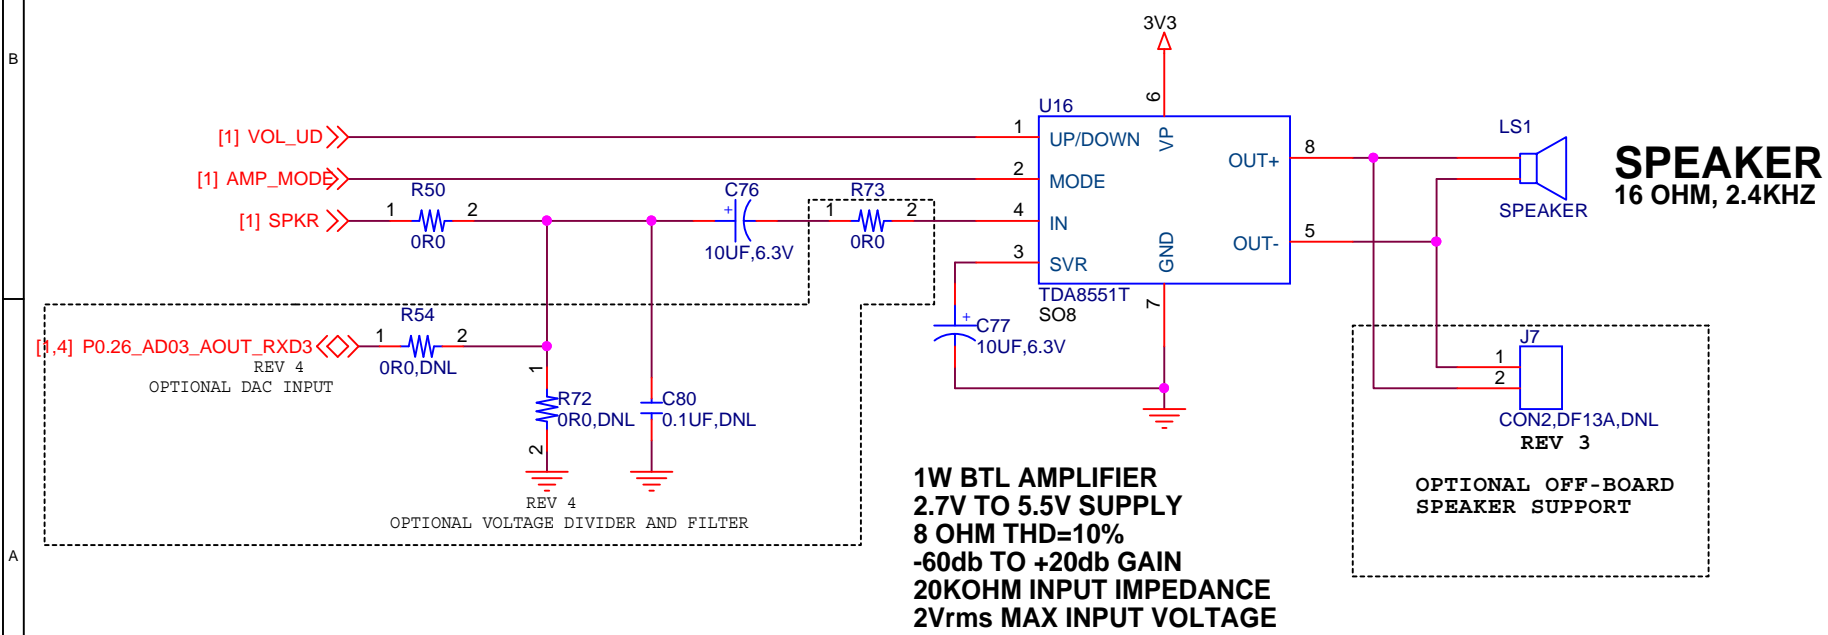 B
3V3
6
U16
[1] VOL_UD
1
UP/DOWN
VP
LS1
[1] AMP_MODE
2
MODE
OUT+
8
SPEAKER
16 OHM, 2.4KHZ
R50
C76
R73
[1] SPKR
1
2
+
1
2
4
IN
SPEAKER
0R0
10UF,6.3V
0R0
OUT-
5
3
SVR
GND
TDA8551T
SO8
7
R54
+
C77
10UF,6.3V
J7
[1,4] P0.26_AD03_AOUT_RXD3
1
2
0R0,DNL
REV 4
OPTIONAL DAC INPUT
1
R72
0R0,DNL
2
C80
0.1UF,DNL
1
2
CON2,DF13A,DNL
REV 3
REV 4
OPTIONAL VOLTAGE DIVIDER AND FILTER
OPTIONAL OFF-BOARD
SPEAKER SUPPORT
1W BTL AMPLIFIER
2.7V TO 5.5V SUPPLY
8 OHM THD=10%
-60db TO +20db GAIN
20KOHM INPUT IMPEDANCE
2Vrms MAX INPUT VOLTAGE
A